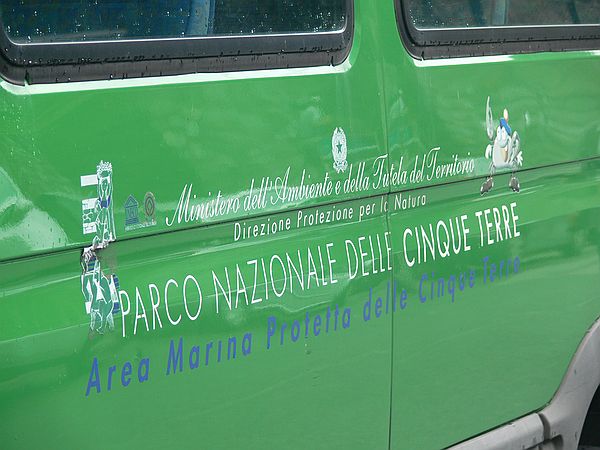 Ministero dell'Ambiente e della Tutela del Territorio
Direzione Protezione per la Natura
PARCO NAZIONALE DELLE CINQUE TERRE
Area Marina Protetta delle Cinque Terre